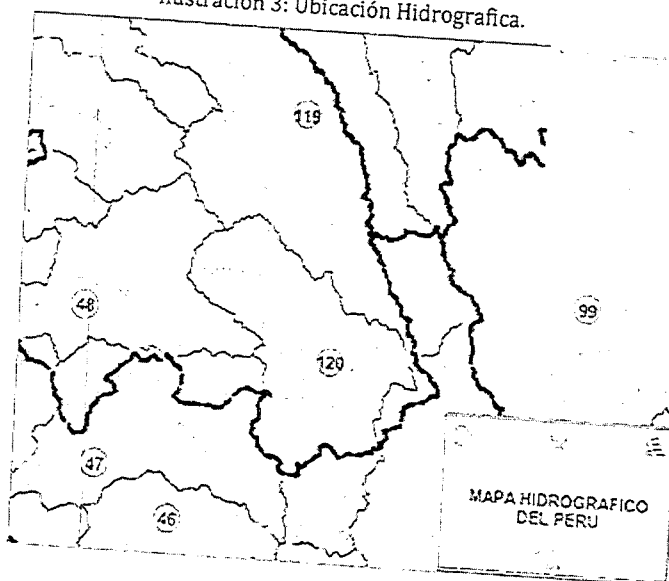 Ilustración 3: Ubicación Hidrografica.
119
48
99
120
47
46
MAPA HIDROGRAFICO
DEL PERU